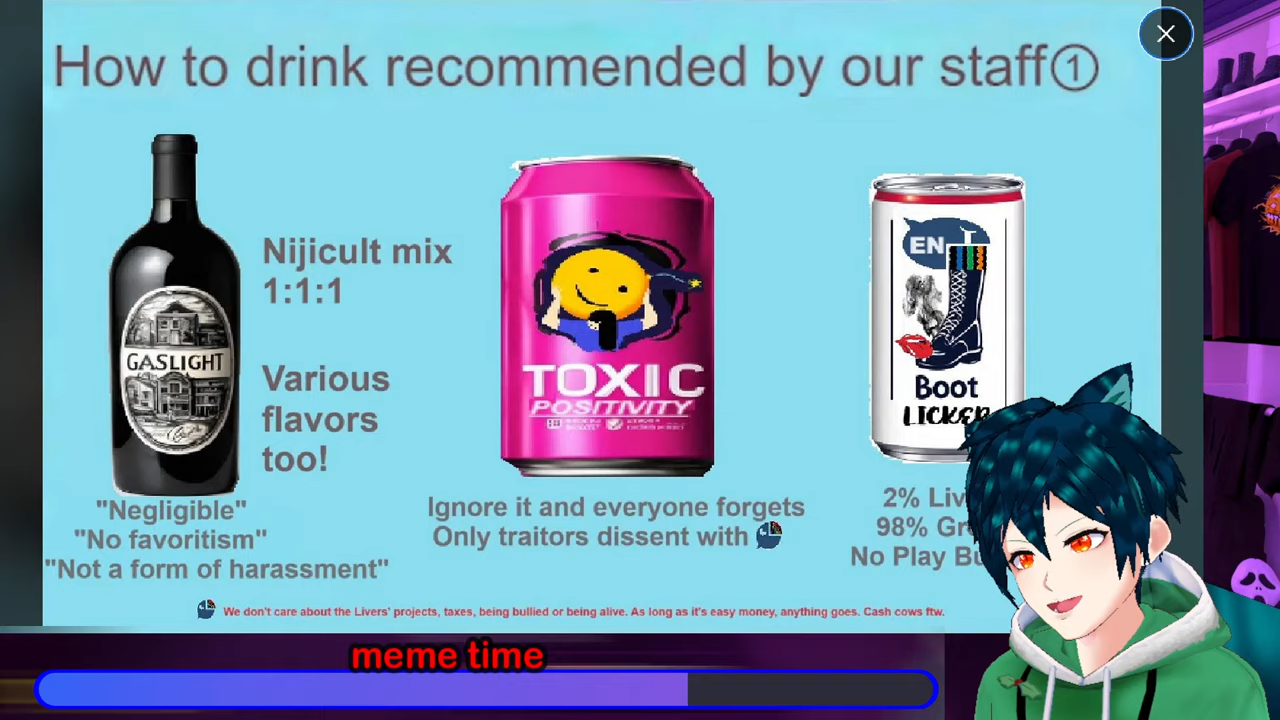 How to drink recommended by our staff①
Nijicult mix
1:1:1
Various
flavors
too!
GASLIGHT
"Negligible"
"No favoritism"
"Not a form of harassment"
TOXIC
POSITIVITY
Ignore it and everyone forgets
Only traitors dissent with
EN
Boot
LICKER
2%
98%
No Play
We don't care about the Livers' projects, taxes, being bullied or being alive. As long as it's easy money, anything goes. Cash cows ftw.
meme time